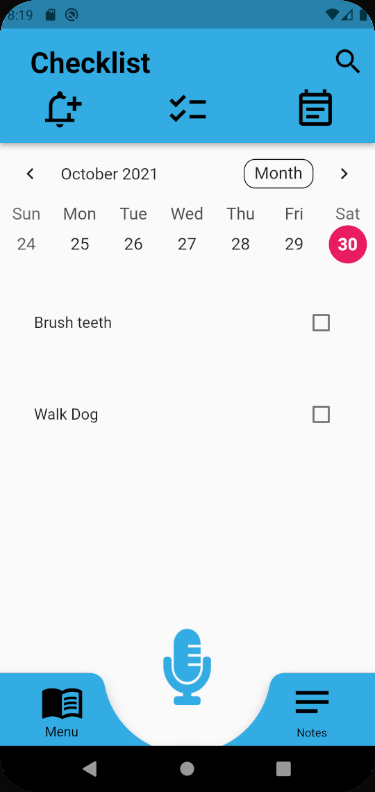 8:19
Checklist
October 2021 Month
Sun Mon Tue Wed Thu Fri Sat
24 25 26 27 28 29 30
Brush teeth
Walk Dog
Menu
Notes